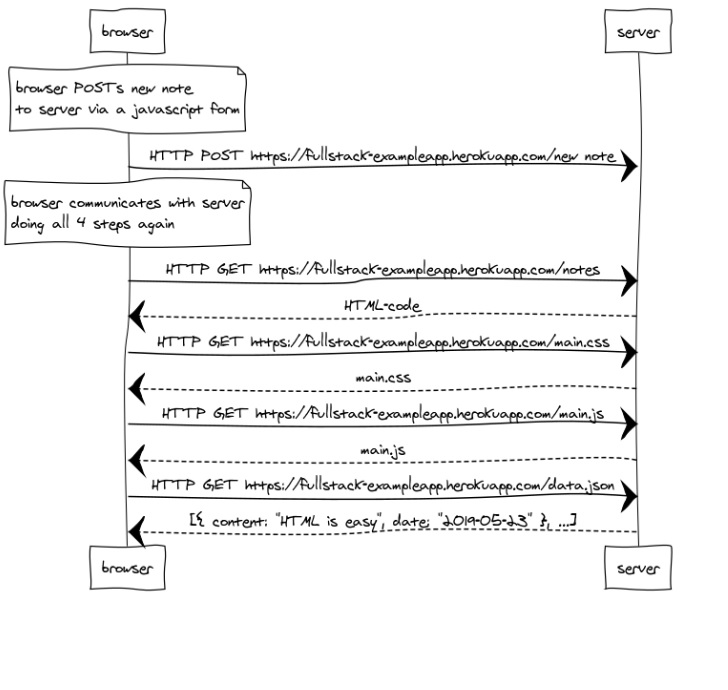 browser
server
browser POSTs new note
to server via a javascript form
HTTP POST https://fullstack-exampleapp.herokuapp.com/new note
browser communicates with server
doing all 4 steps again
HTTP GET https://fullstack-exampleapp.herokuapp.com/notes
HTML-code
HTTP GET https://fullstack-exampleapp.herokuapp.com/main.css
main.css
HTTP GET https://fullstack-exampleapp.herokuapp.com/main.js
main.js
HTTP GET https://fullstack-exampleapp.herokuapp.com/data.json
[{ content: "HTML is easy", date: "2019-05-23" }, ...]
browser
server